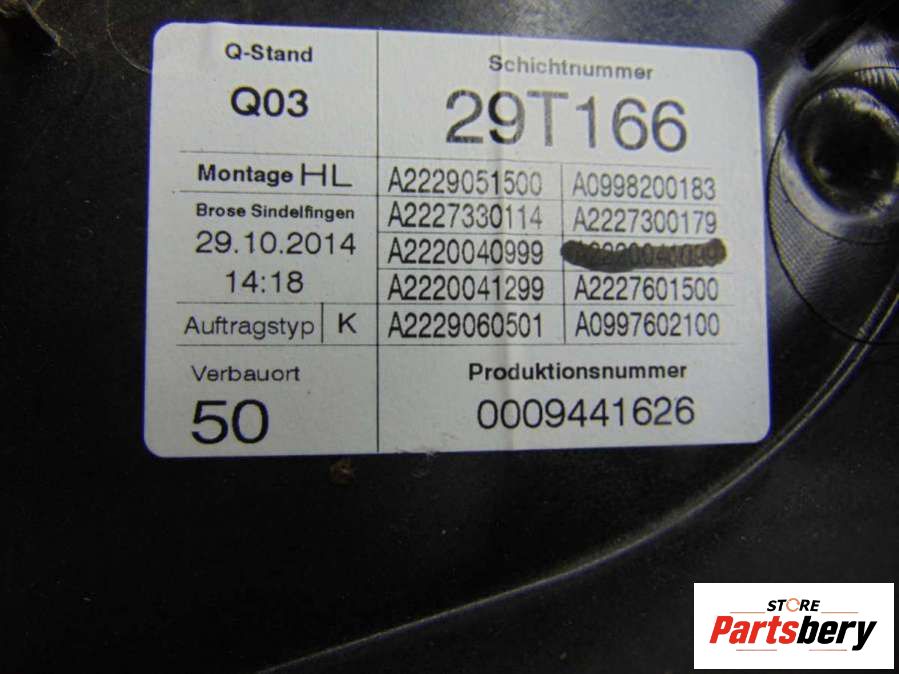 Q-Stand
Q03
Schichtnummer
29T166
Montage HL
Brose Sindelfingen
29.10.2014
14:18
A2229051500 A0998200183
A2227330114 A2227300179
A2220040999
A2220041299 A2227601500
A2229060501 A0997602100
Auftragstyp K
Verbauort
50
Produktionsnummer
0009441626
STORE
Partsbery